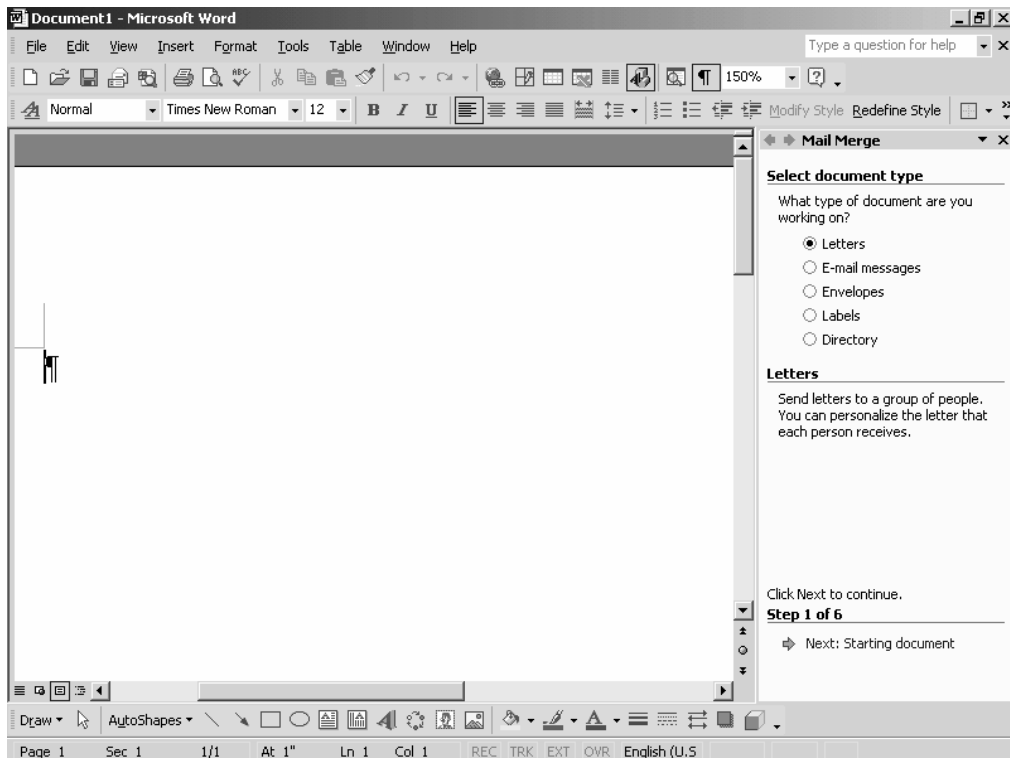 Document1 - Microsoft Word
File Edit View Insert Format Tools Table Window Help Type a question for help
ABC 150%
Normal Times New Roman 12 B I U Modify Style Redefine Style
Mail Merge
Select document type
What type of document are you
working on?
Letters
E-mail messages
Envelopes
Labels
Directory
¶
Letters
Send letters to a group of people.
You can personalize the letter that
each person receives.
Click Next to continue.
Step 1 of 6
Next: Starting document
Draw AutoShapes
Page 1 Sec 1 1/1 At 1" Ln 1 Col 1 REC TRK EXT OVR English (U.S